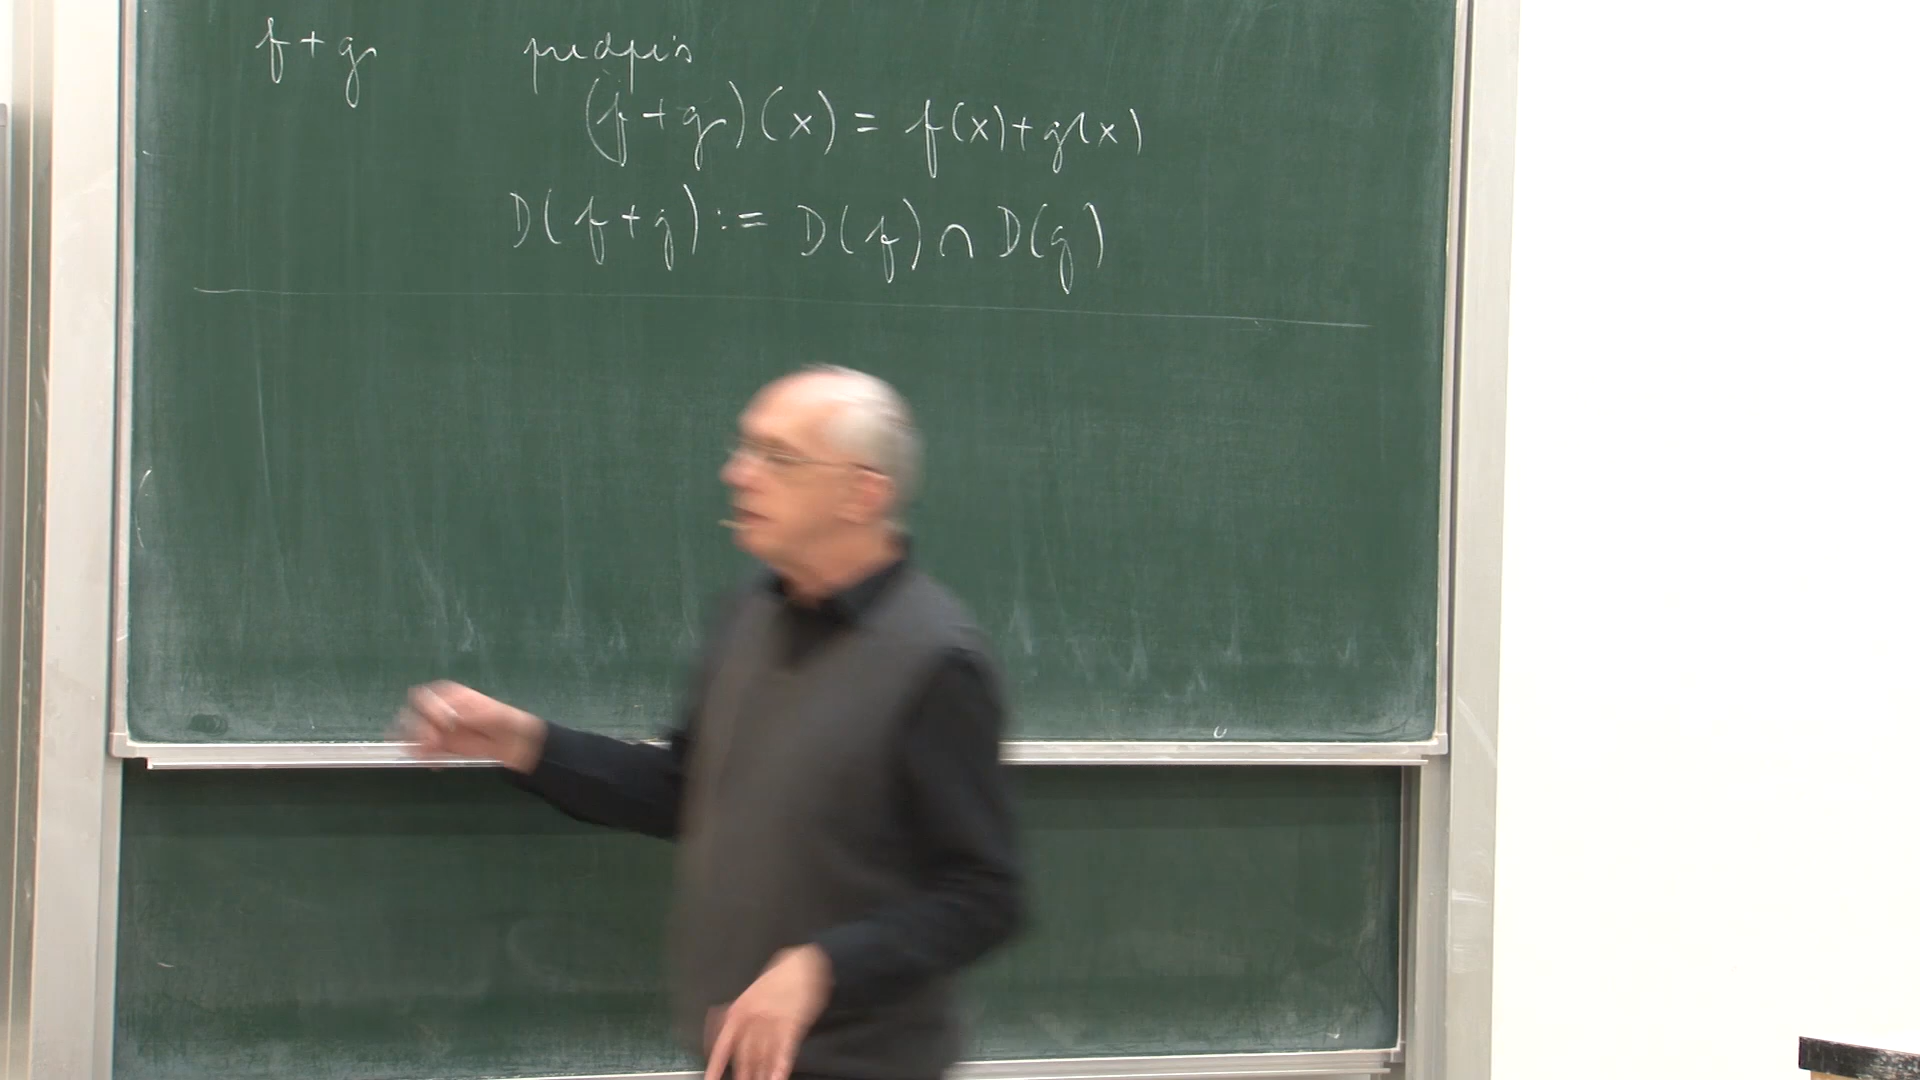 f+g předpis
(f+g)(x) = f(x)+g(x)
D(f+g) := D(f) ∩ D(g)